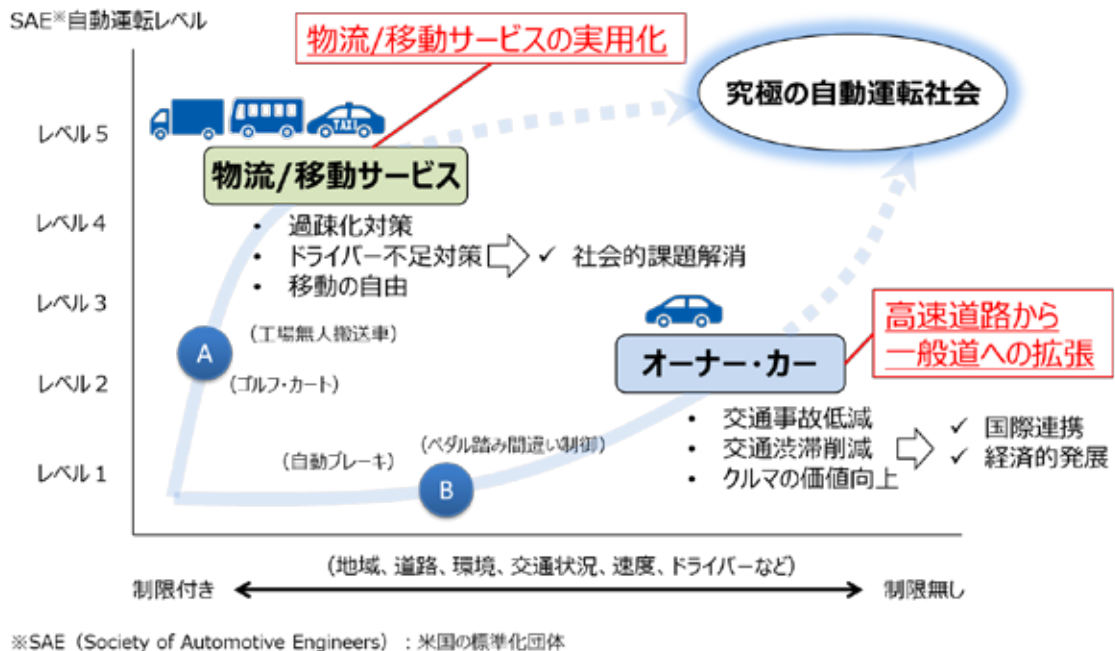 SAE※自動運転レベル
物流/移動サービスの実用化
究極の自動運転社会
レベル5
TAXI
物流/移動サービス
レベル4
• 過疎化対策
• ドライバー不足対策
• 移動の自由
✓ 社会的課題解消
レベル3
(工場無人搬送車)
A
レベル2
(ゴルフ・カート)
オーナー・カー
高速道路から
一般道への拡張
レベル1
(自動ブレーキ)
(ペダル踏み間違い制御)
B
• 交通事故低減
• 交通渋滞削減
• クルマの価値向上
✓ 国際連携
✓ 経済的発展
(地域、道路、環境、交通状況、速度、ドライバーなど)
制限付き
制限無し
※SAE (Society of Automotive Engineers) : 米国の標準化団体